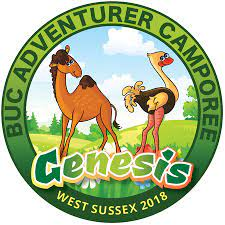 BUC ADVENTURER CAMPOREE
Genesis
WEST SUSSEX 2018